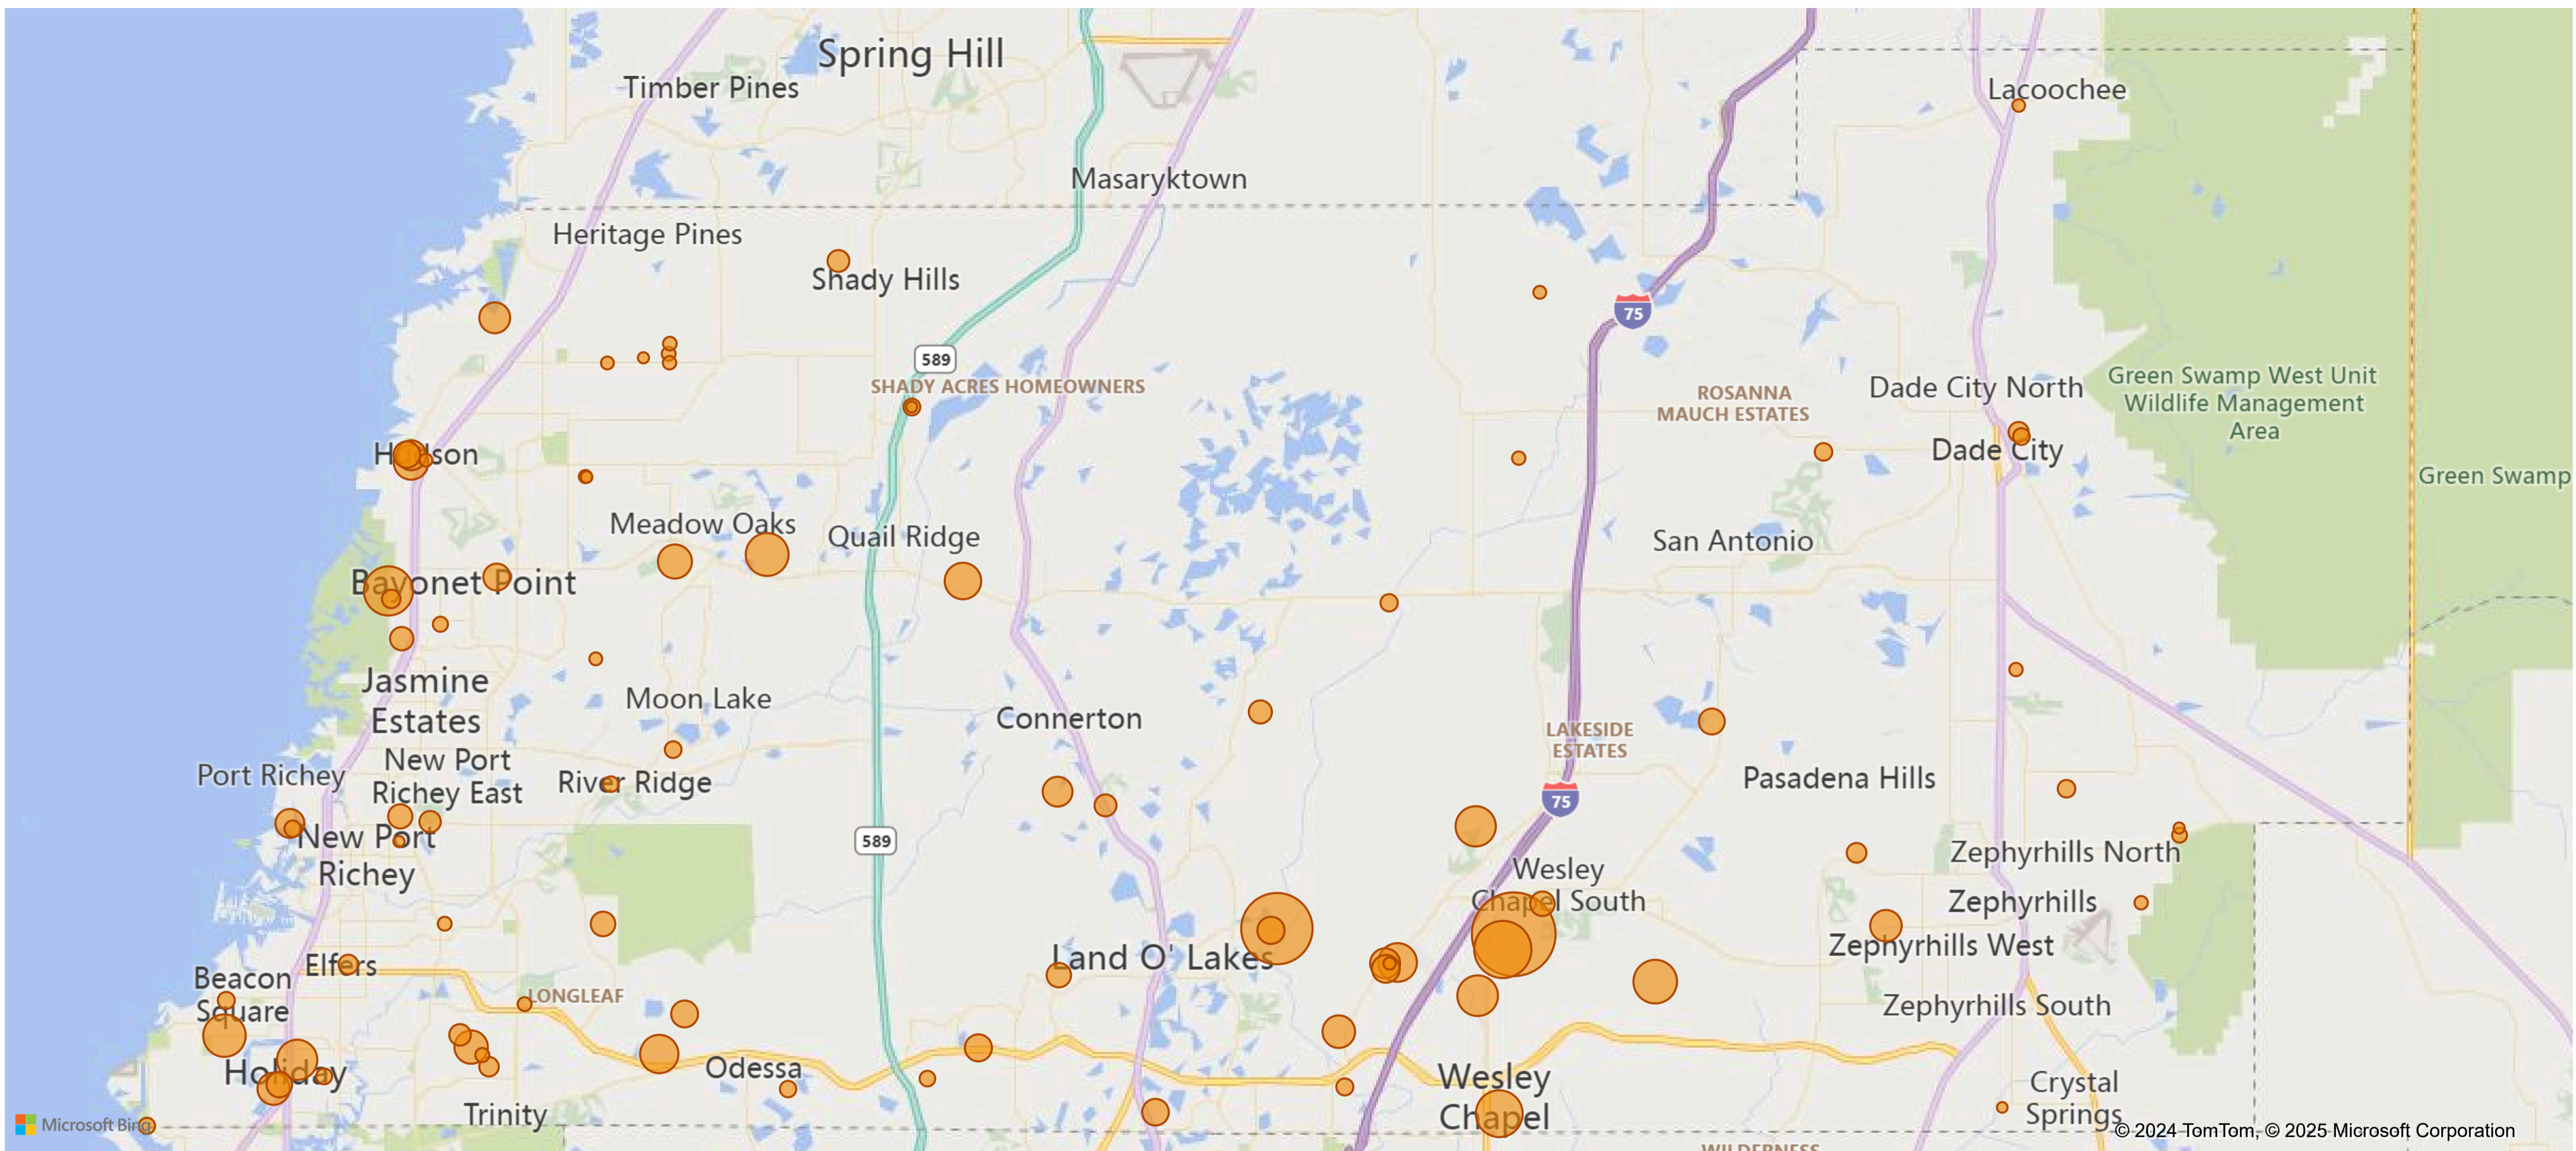 Spring Hill
Timber Pines
Lacoochee
Masaryktown
Heritage Pines
Shady Hills
75
589
SHADY ACRES HOMEOWNERS
ROSANNA
MAUCH ESTATES
Dade City North
Green Swamp West Unit
Wildlife Management
Area
Hudson
Dade City
Green Swamp
Meadow Oaks
Quail Ridge
San Antonio
Bayonet Point
Jasmine
Estates
Moon Lake
Connerton
LAKESIDE
ESTATES
New Port
Richey East
Port Richey
River Ridge
Pasadena Hills
75
589
New Port
Richey
Wesley
Chapel South
Zephyrhills North
Zephyrhills
Land O' Lakes
Zephyrhills West
Elfers
Beacon
Square
LONGLEAF
Zephyrhills South
Holiday
Odessa
Wesley
Chapel
Crystal
Springs
Trinity
Microsoft Bing
© 2024 TomTom, © 2025 Microsoft Corporation
WILDERNESS